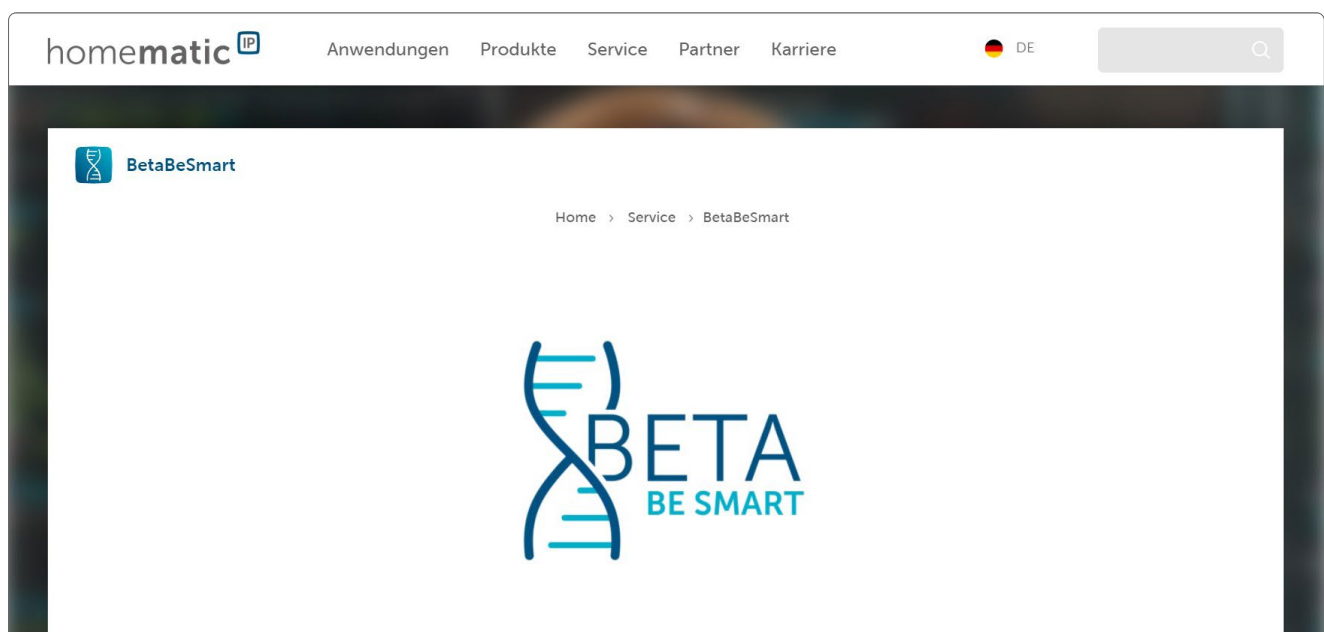 homematic IP Anwendungen Produkte Service Partner Karriere DE
BetaBeSmart
Home > Service > BetaBeSmart
BETA
BE SMART